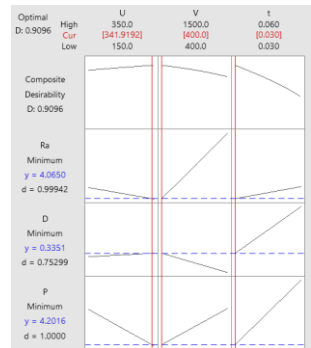 Optimal
D: 0.9096
High
Cur
Low
U
350.0
[341.9192]
150.0
V
1500.0
[400.0]
400.0
t
0.060
[0.030]
0.030
Composite
Desirability
D: 0.9096
Ra
Minimum
y = 4.0650
d = 0.99942
D
Minimum
y = 0.3351
d = 0.75299
P
Minimum
y = 4.2016
d = 1.0000